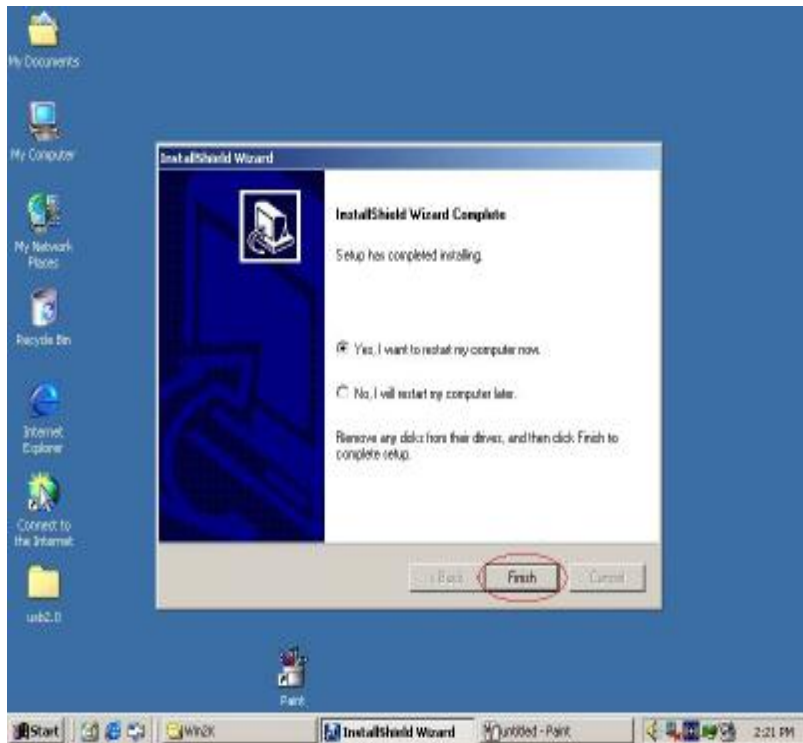 My Documents
My Computer
My Network
Places
Recycle Bin
Internet
Explorer
Connect to
the Internet
usb2.0
Paint
InstallShield Wizard
InstallShield Wizard Complete
Setup has completed installing.
Yes, I want to restart my computer now.
No, I will restart my computer later.
Remove any disks from their drives, and then click Finish to
complete setup.
< Back
Finish
Cancel
Start
Win2K
InstallShield Wizard
untitled - Paint
2:21 PM